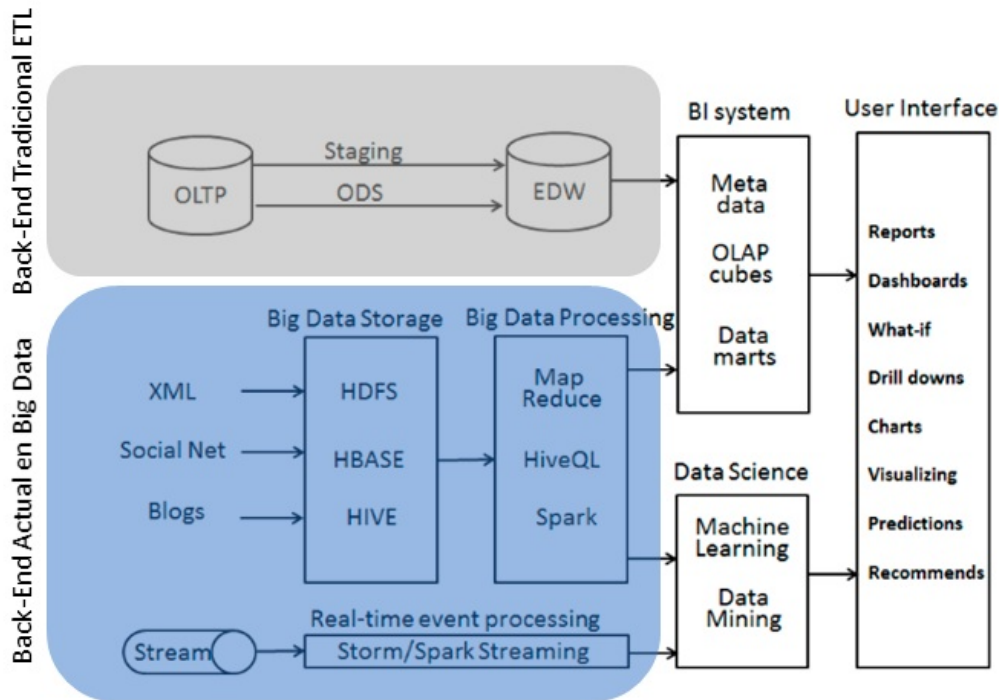 Back-End Tradicional ETL
OLTP
Staging
ODS
EDW
BI system
Meta
data
OLAP
cubes
Data
marts
User Interface
Reports
Dashboards
What-if
Drill downs
Charts
Visualizing
Predictions
Recommends
Back-End Actual en Big Data
Big Data Storage
Big Data Processing
XML
Social Net
Blogs
HDFS
HBASE
HIVE
Map
Reduce
HiveQL
Spark
Real-time event processing
Stream
Storm/Spark Streaming
Data Science
Machine
Learning
Data
Mining